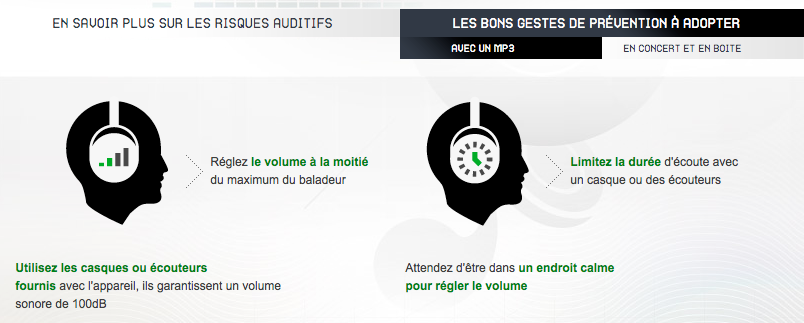 EN SAVOIR PLUS SUR LES RISQUES AUDITIFS
LES BONS GESTES DE PRÉVENTION À ADOPTER
AVEC UN MP3
EN CONCERT ET EN BOITE
Réglez le volume à la moitié
du maximum du baladeur
Limitez la durée d'écoute avec
un casque ou des écouteurs
Utilisez les casques ou écouteurs
fournis avec l'appareil, ils garantissent un volume
sonore de 100dB
Attendez d'être dans un endroit calme
pour régler le volume